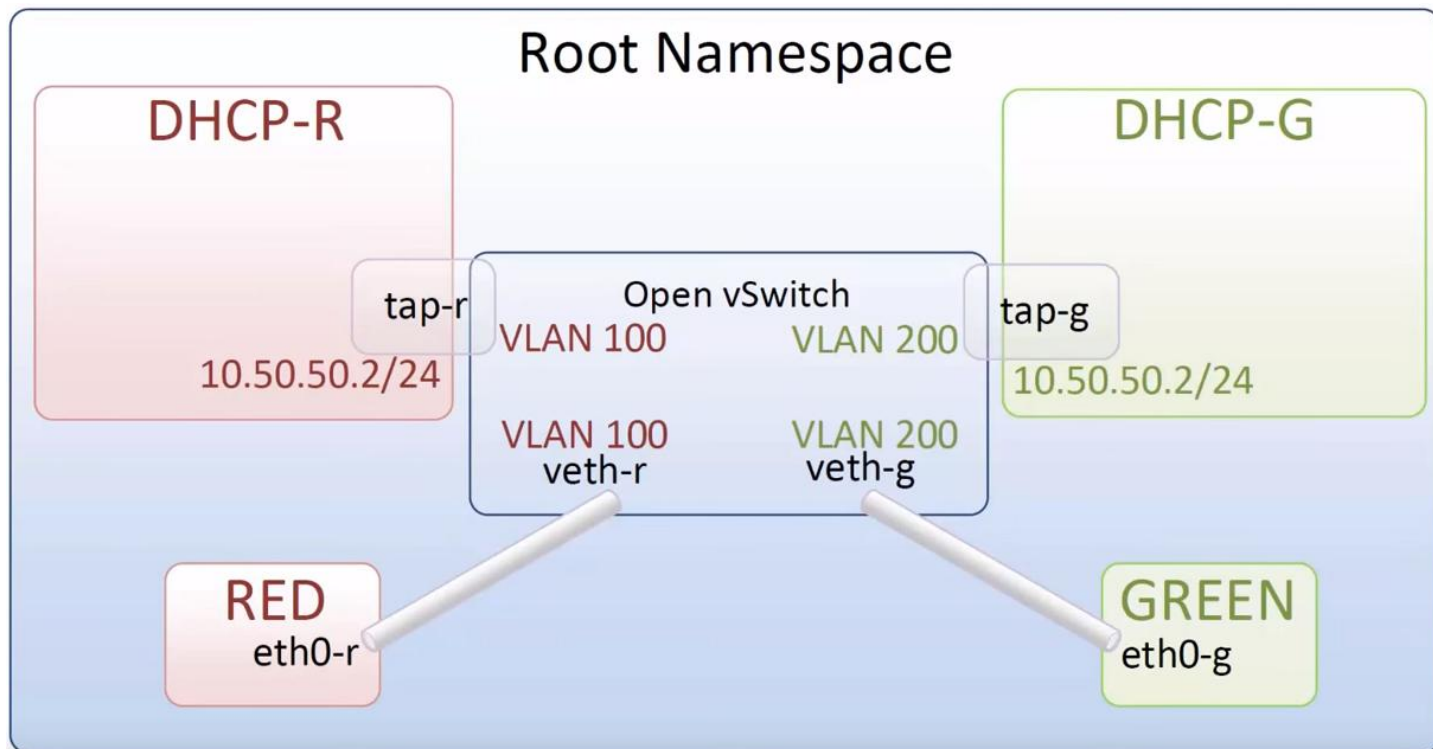 Root Namespace
DHCP-R
DHCP-G
tap-r
Open vSwitch
tap-g
VLAN 100
VLAN 200
10.50.50.2/24
10.50.50.2/24
VLAN 100
VLAN 200
veth-r
veth-g
RED
GREEN
eth0-r
eth0-g